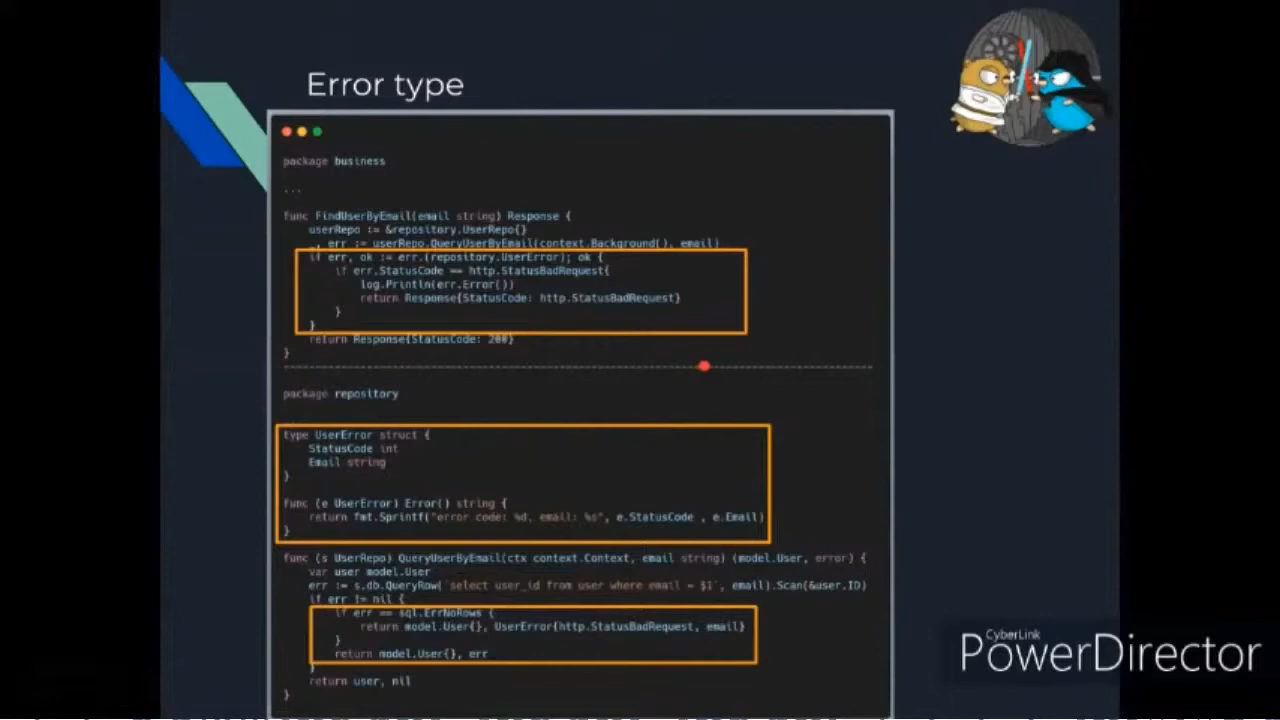 Error type
package business
...
func FindUserByEmail(email string) Response {
userRepo := &repository.UserRepo{}
_, err := userRepo.QueryUserByEmail(context.Background(), email)
if err, ok := err.(repository.UserError); ok {
if err.StatusCode == http.StatusBadRequest{
log.Println(err.Error())
return Response{StatusCode: http.StatusBadRequest}
}
}
return Response{StatusCode: 200}
}
package repository
type UserError struct {
StatusCode int
Email string
}
func (e UserError) Error() string {
return fmt.Sprintf("error code: %d, email: %s", e.StatusCode , e.Email)
}
func (s UserRepo) QueryUserByEmail(ctx context.Context, email string) (model.User, error) {
var user model.User
err := s.db.QueryRow(`select user_id from user where email = $1`, email).Scan(&user.ID)
if err != nil {
if err == sql.ErrNoRows {
return model.User{}, UserError{http.StatusBadRequest, email}
}
return model.User{}, err
}
return user, nil
}
CyberLink
PowerDirector